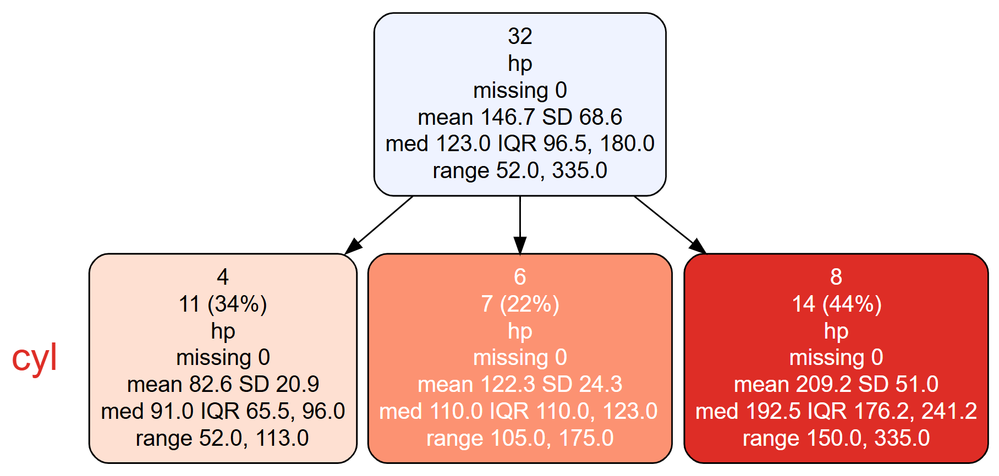 32
hp
missing 0
mean 146.7 SD 68.6
med 123.0 IQR 96.5, 180.0
range 52.0, 335.0
cyl
4
11 (34%)
hp
missing 0
mean 82.6 SD 20.9
med 91.0 IQR 65.5, 96.0
range 52.0, 113.0
6
7 (22%)
hp
missing 0
mean 122.3 SD 24.3
med 110.0 IQR 110.0, 123.0
range 105.0, 175.0
8
14 (44%)
hp
missing 0
mean 209.2 SD 51.0
med 192.5 IQR 176.2, 241.2
range 150.0, 335.0